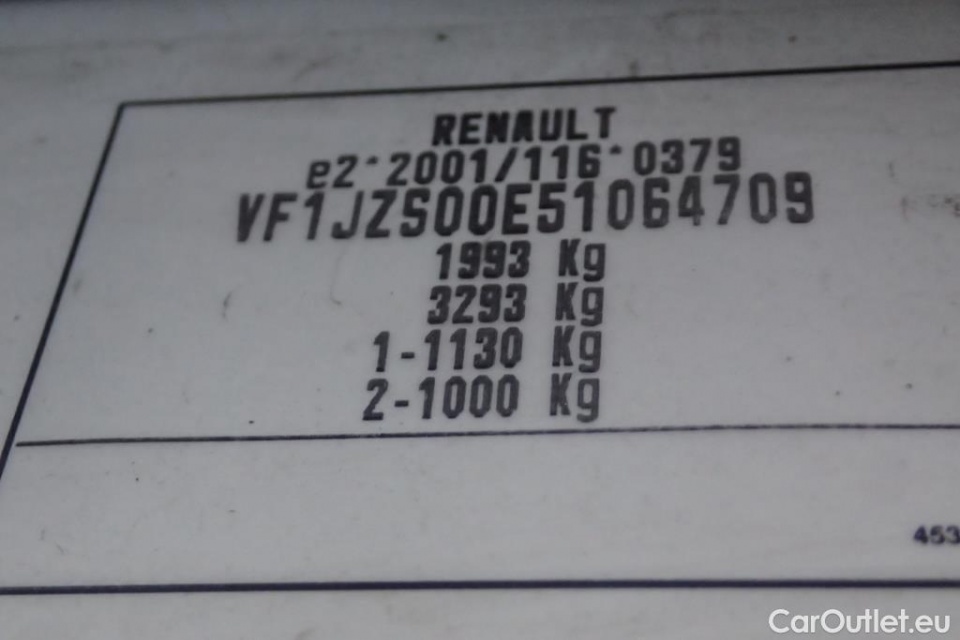 RENAULT
e2*2001/116*0379
VF1JZS00E51064709
1993 Kg
3293 Kg
1-1130 Kg
2-1000 Kg
453
CarOutlet.eu